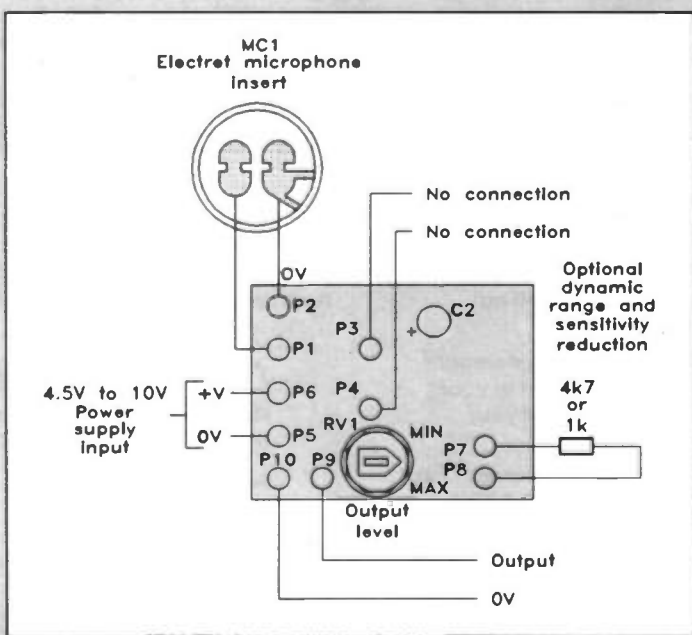 MC1
Electret microphone
insert
No connection
No connection
0V
P2
P1
P3
C2
+
Optional
dynamic
range and
sensitivity
reduction
4.5V to 10V
Power
supply
input
+V
P6
0V
P5
P4
RV1
MIN
MAX
4k7
or
1k
P7
P8
P10
P9
Output
level
Output
0V